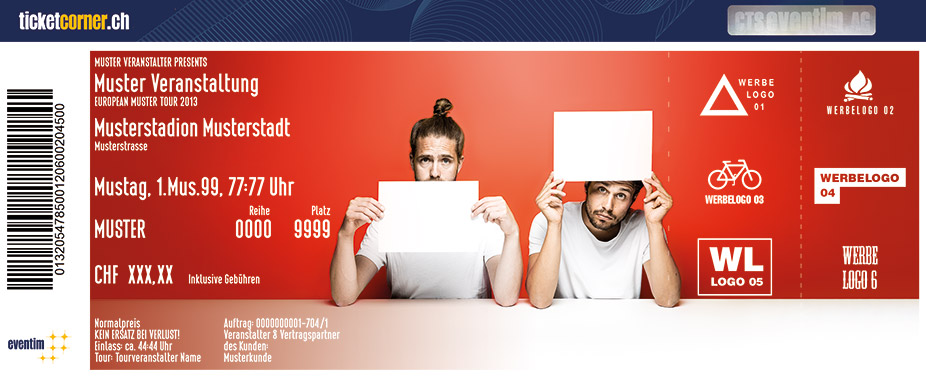 ticketcorner.ch
CTS eventim AG
MUSTER VERANSTALTER PRESENTS
Muster Veranstaltung
EUROPEAN MUSTER TOUR 2013
Musterstadion Musterstadt
Musterstrasse
Mustag, 1.Mus.99, 77:77 Uhr
Reihe Platz
MUSTER 0000 9999
CHF XXX,XX Inklusive Gebühren
Normalpreis
KEIN ERSATZ BEI VERLUST!
Einlass: ca. 44:44 Uhr
Tour: Tourveranstalter Name
Auftrag: 0000000001-704/1
Veranstalter & Vertragspartner
des Kunden:
Musterkunde
WERBE
LOGO
01
WERBELOGO 02
WERBELOGO 03
WERBELOGO
04
WL
LOGO 05
WERBE
LOGO 6
013205478500120600204500
eventim